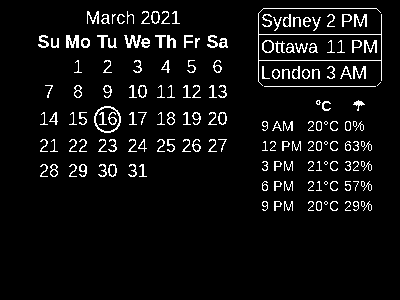 March 2021
Su Mo Tu We Th Fr Sa
1 2 3 4 5 6
7 8 9 10 11 12 13
14 15 16 17 18 19 20
21 22 23 24 25 26 27
28 29 30 31
Sydney 2 PM
Ottawa 11 PM
London 3 AM
°C ☂
9 AM 20°C 0%
12 PM 20°C 63%
3 PM 21°C 32%
6 PM 21°C 57%
9 PM 20°C 29%